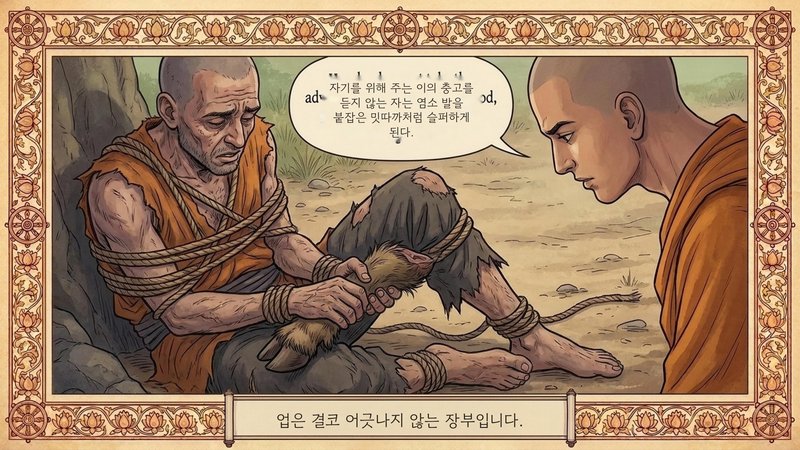 자기를 위해 주는 이의 충고를
듣지 않는 자는 염소 발을
붙잡은 밋따까처럼 슬퍼하게
된다.
업은 결코 어긋나지 않는 장부입니다.